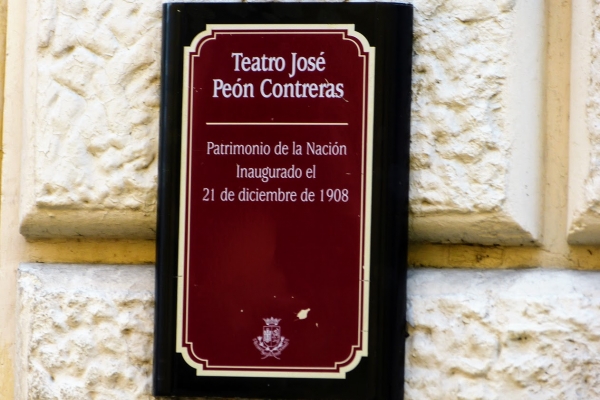 Teatro José
Peón Contreras
Patrimonio de la Nación
Inaugurado el
21 de diciembre de 1908